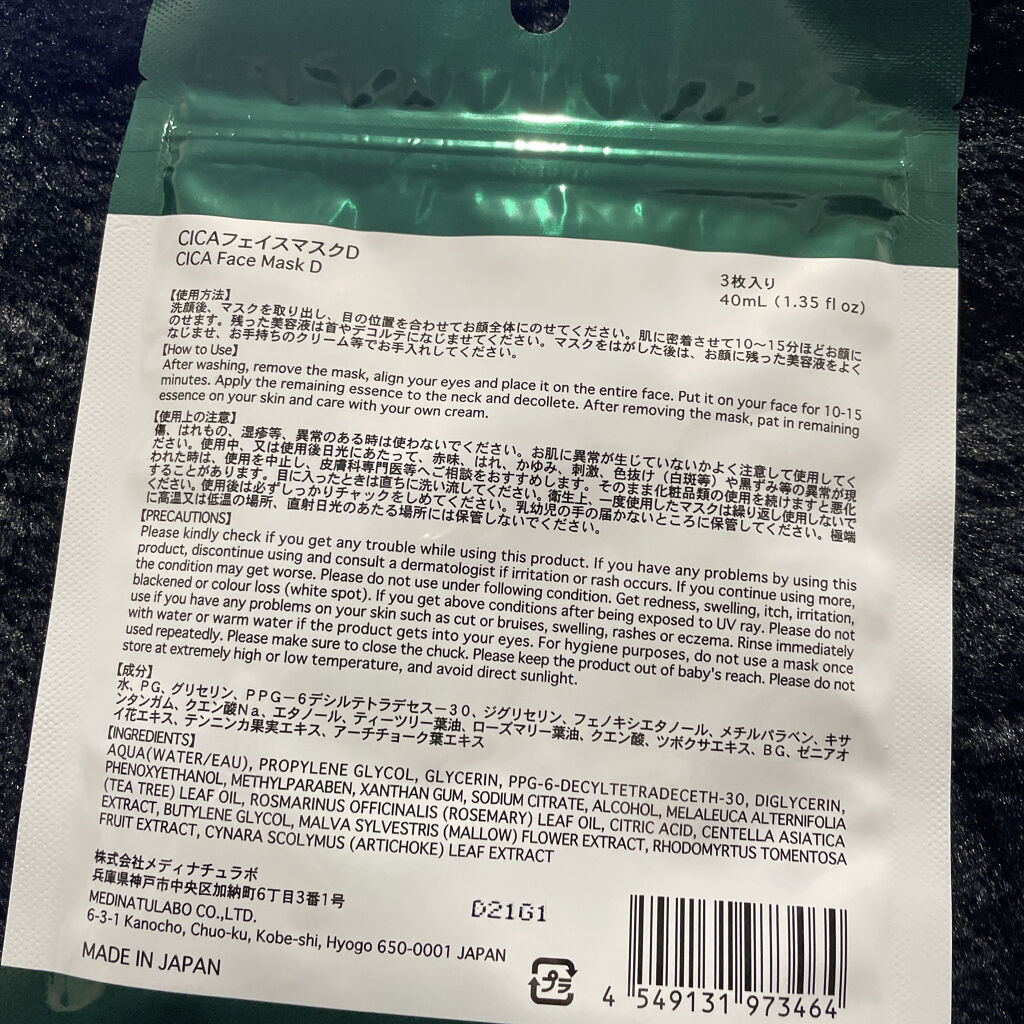 CICAフェイスマスクD
CICA Face Mask D
3枚入り
40mL (1.35 fl oz)
【使用方法】
洗顔後、マスクを取り出し、目の位置を合わせてお顔全体にのせてください。肌に密着させて10～15分ほどお顔に
のせます。残った美容液は首やデコルテになじませてください。マスクをはがした後は、お顔に残った美容液をよく
なじませ、お手持ちのクリーム等でお手入れしてください。
【How to Use】
After washing, remove the mask, align your eyes and place it on the entire face. Put it on your face for 10-15
minutes. Apply the remaining essence to the neck and decollete. After removing the mask, pat in remaining
essence on your skin and care with your own cream.
【使用上の注意】
傷、はれもの、湿疹等、異常のある時は使わないでください。お肌に異常が生じていないかよく注意して使用してく
ださい。使用中、又は使用後日光にあたって、赤味、はれ、かゆみ、刺激、色抜け（白斑等）や黒ずみ等の異常が現
われた時は、使用を中止し、皮膚科専門医等へご相談をおすすめします。そのまま化粧品類の使用を続けますと悪化
することがあります。目に入ったときは直ちに洗い流してください。衛生上、一度使用したマスクは繰り返し使用しないで
ください。使用後は必ずしっかりチャックをしめてください。乳幼児の手の届かないところに保管してください。極端
に高温又は低温の場所、直射日光のあたる場所には保管しないでください。
【PRECAUTIONS】
Please kindly check if you get any trouble while using this product. If you have any problems by using this
product, discontinue using and consult a dermatologist if irritation or rash occurs. If you continue using more,
the condition may get worse. Please do not use under following condition. Get redness, swelling, itch, irritation,
blackened or colour loss (white spot). If you get above conditions after being exposed to UV ray. Please do not
use if you have any problems on your skin such as cut or bruises, swelling, rashes or eczema. Rinse immediately
with water or warm water if the product gets into your eyes. For hygiene purposes, do not use a mask once
used repeatedly. Please make sure to close the chuck. Please keep the product out of baby's reach. Please do not
store at extremely high or low temperature, and avoid direct sunlight.
【成分】
水、PG、グリセリン、PPG－6デシルテトラデセス－30、ジグリセリン、フェノキシエタノール、メチルパラベン、キサ
ンタンガム、クエン酸Na、エタノール、ティーツリー葉油、ローズマリー葉油、クエン酸、ツボクサエキス、BG、ゼニアオ
イ花エキス、テンニンカ果実エキス、アーチチョーク葉エキス
【INGREDIENTS】
AQUA(WATER/EAU), PROPYLENE GLYCOL, GLYCERIN, PPG-6-DECYLTETRADECETH-30, DIGLYCERIN,
PHENOXYETHANOL, METHYLPARABEN, XANTHAN GUM, SODIUM CITRATE, ALCOHOL, MELALEUCA ALTERNIFOLIA
(TEA TREE) LEAF OIL, ROSMARINUS OFFICINALIS (ROSEMARY) LEAF OIL, CITRIC ACID, CENTELLA ASIATICA
EXTRACT, BUTYLENE GLYCOL, MALVA SYLVESTRIS (MALLOW) FLOWER EXTRACT, RHODOMYRTUS TOMENTOSA
FRUIT EXTRACT, CYNARA SCOLYMUS (ARTICHOKE) LEAF EXTRACT
株式会社メディナチュラボ
兵庫県神戸市中央区加納町6丁目3番1号
MEDINATULABO CO.,LTD.
6-3-1 Kanocho, Chuo-ku, Kobe-shi, Hyogo 650-0001 JAPAN
MADE IN JAPAN
D21G1
プラ
4 549131 973464